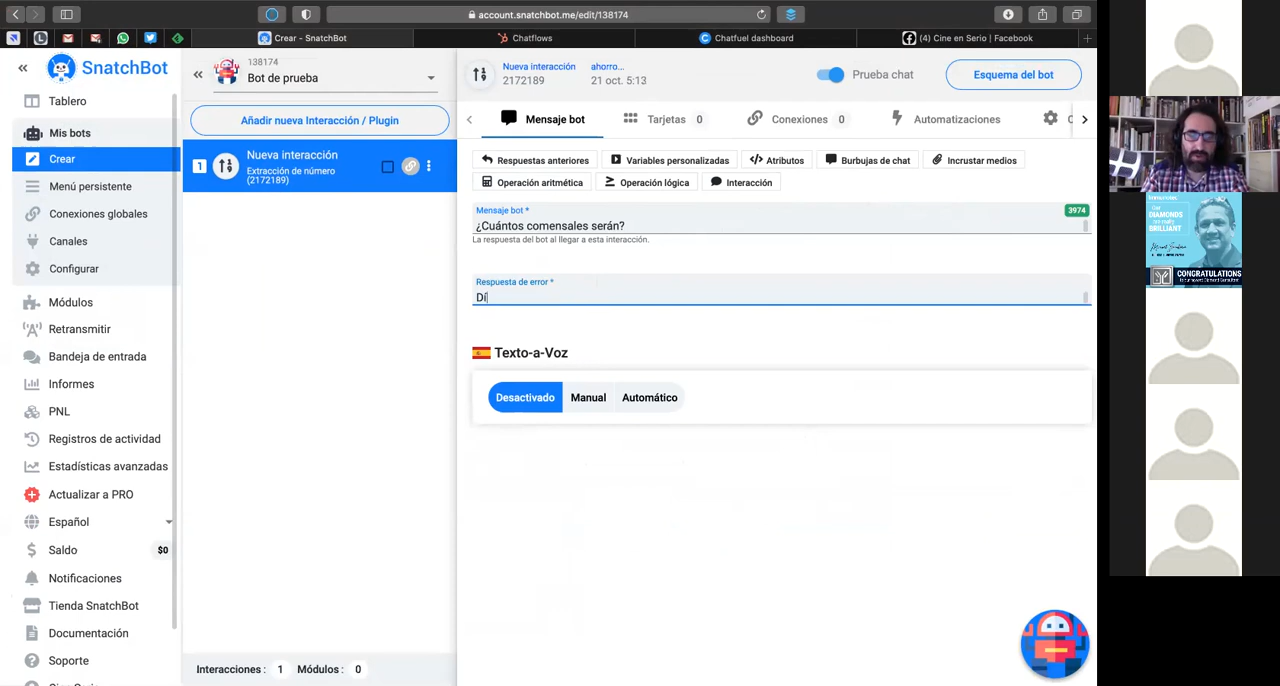 account.snatchbot.me/edit/138174
Crear - SnatchBot
Chatflows
Chatfuel dashboard
(4) Cine en Serio | Facebook
SnatchBot
Tablero
Mis bots
Crear
Menú persistente
Conexiones globales
Canales
Configurar
Módulos
Retransmitir
Bandeja de entrada
Informes
PNL
Registros de actividad
Estadísticas avanzadas
Actualizar a PRO
Español
Saldo $0
Notificaciones
Tienda SnatchBot
Documentación
Soporte
138174
Bot de prueba
Añadir nueva Interacción / Plugin
1
Nueva interacción
Extracción de número
(2172189)
Interacciones : 1 Módulos : 0
Nueva interacción ahorro...
2172189 21 oct. 5:13
Prueba chat
Esquema del bot
Mensaje bot
Tarjetas 0
Conexiones 0
Automatizaciones
Respuestas anteriores
Variables personalizadas
Atributos
Burbujas de chat
Incrustar medios
Operación aritmética
Operación lógica
Interacción
Mensaje bot * 3974
¿Cuántos comensales serán?
La respuesta del bot al llegar a esta interacción.
Respuesta de error *
Dí
Texto-a-Voz
Desactivado Manual Automático
DIAMONDS
BRILLIANT
CONGRATULATIONS